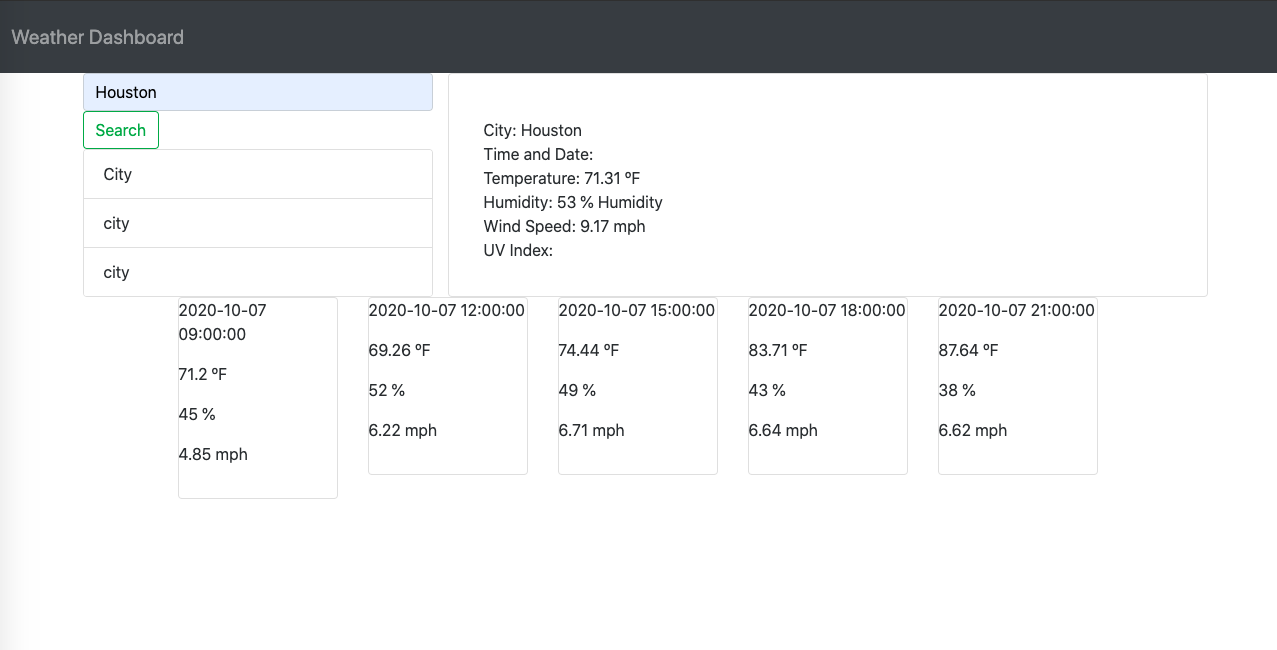 Weather Dashboard
Houston
Search
City
city
city
City: Houston
Time and Date:
Temperature: 71.31 ºF
Humidity: 53 % Humidity
Wind Speed: 9.17 mph
UV Index:
2020-10-07
09:00:00
71.2 ºF
45 %
4.85 mph
2020-10-07 12:00:00
69.26 ºF
52 %
6.22 mph
2020-10-07 15:00:00
74.44 ºF
49 %
6.71 mph
2020-10-07 18:00:00
83.71 ºF
43 %
6.64 mph
2020-10-07 21:00:00
87.64 ºF
38 %
6.62 mph